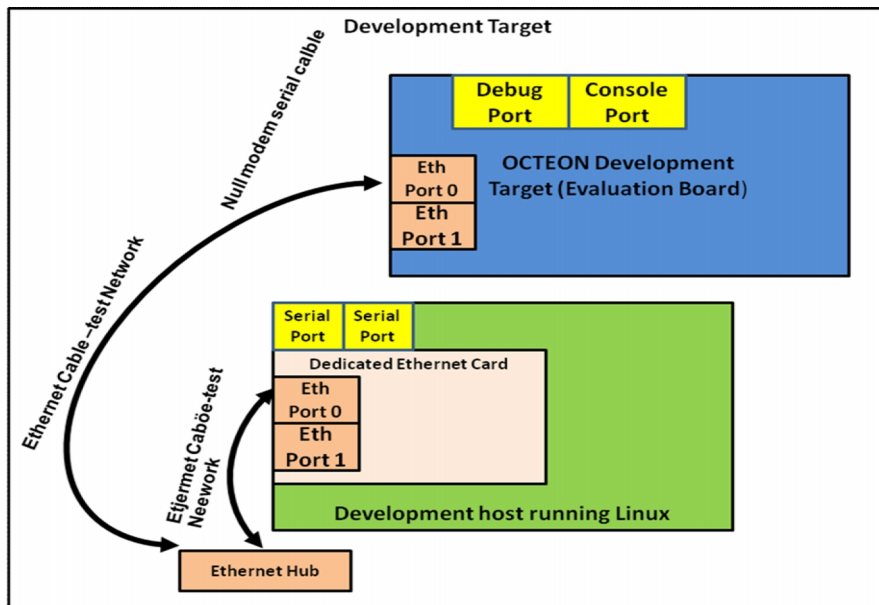 Development Target
Null modem serial calble
Debug
Port
Console
Port
OCTEON Development
Target (Evaluation Board)
Eth
Port 0
Eth
Port 1
Ethernet Cable –test Network
Serial
Port
Serial
Port
Dedicated Ethernet Card
Eth
Port 0
Eth
Port 1
Etjermet Caböe-test
Neework
Development host running Linux
Ethernet Hub